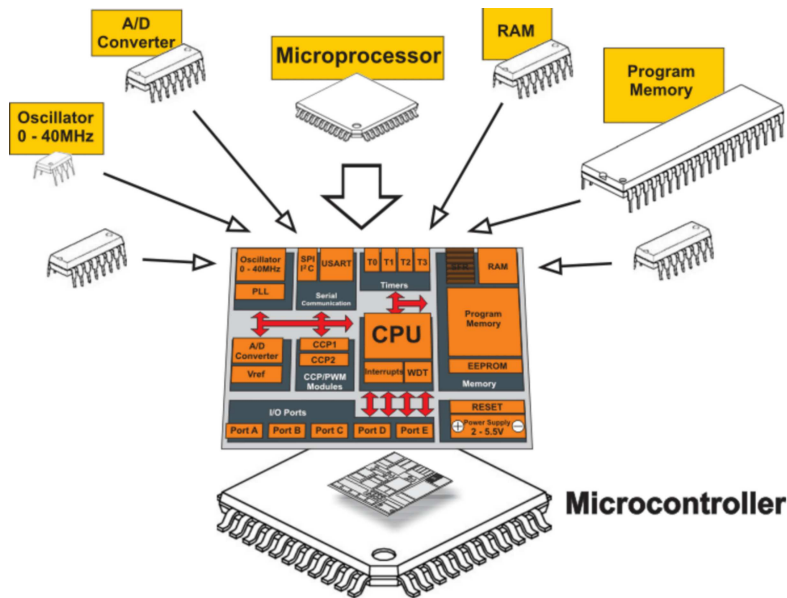 A/D
Converter
Microprocessor
RAM
Program
Memory
Oscillator
0 - 40MHz
Oscillator
0 - 40MHz
PLL
SPI
I²C
USART
Serial
Communication
T0 T1 T2 T3
Timers
RAM
Program
Memory
EEPROM
Memory
A/D
Converter
Vref
CCP1
CCP2
CCP/PWM
Modules
CPU
Interrupts WDT
I/O Ports
Port A Port B Port C Port D Port E
RESET
Power Supply
2 - 5.5V
Microcontroller